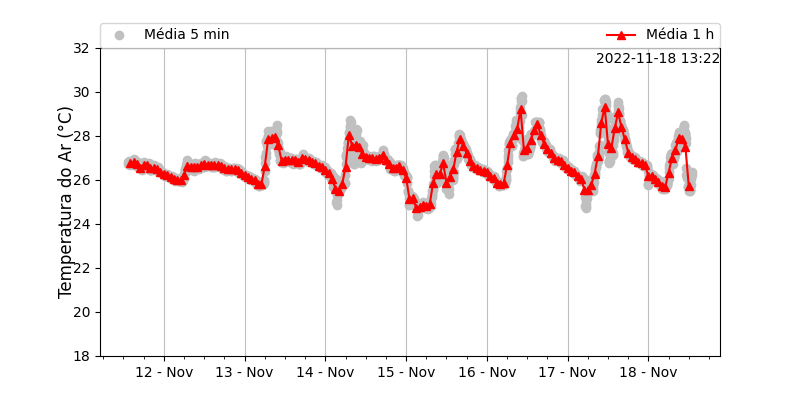 Média 5 min
Média 1 h
2022-11-18 13:22
Temperatura do Ar (°C)
32
30
28
26
24
22
20
18
12 - Nov
13 - Nov
14 - Nov
15 - Nov
16 - Nov
17 - Nov
18 - Nov